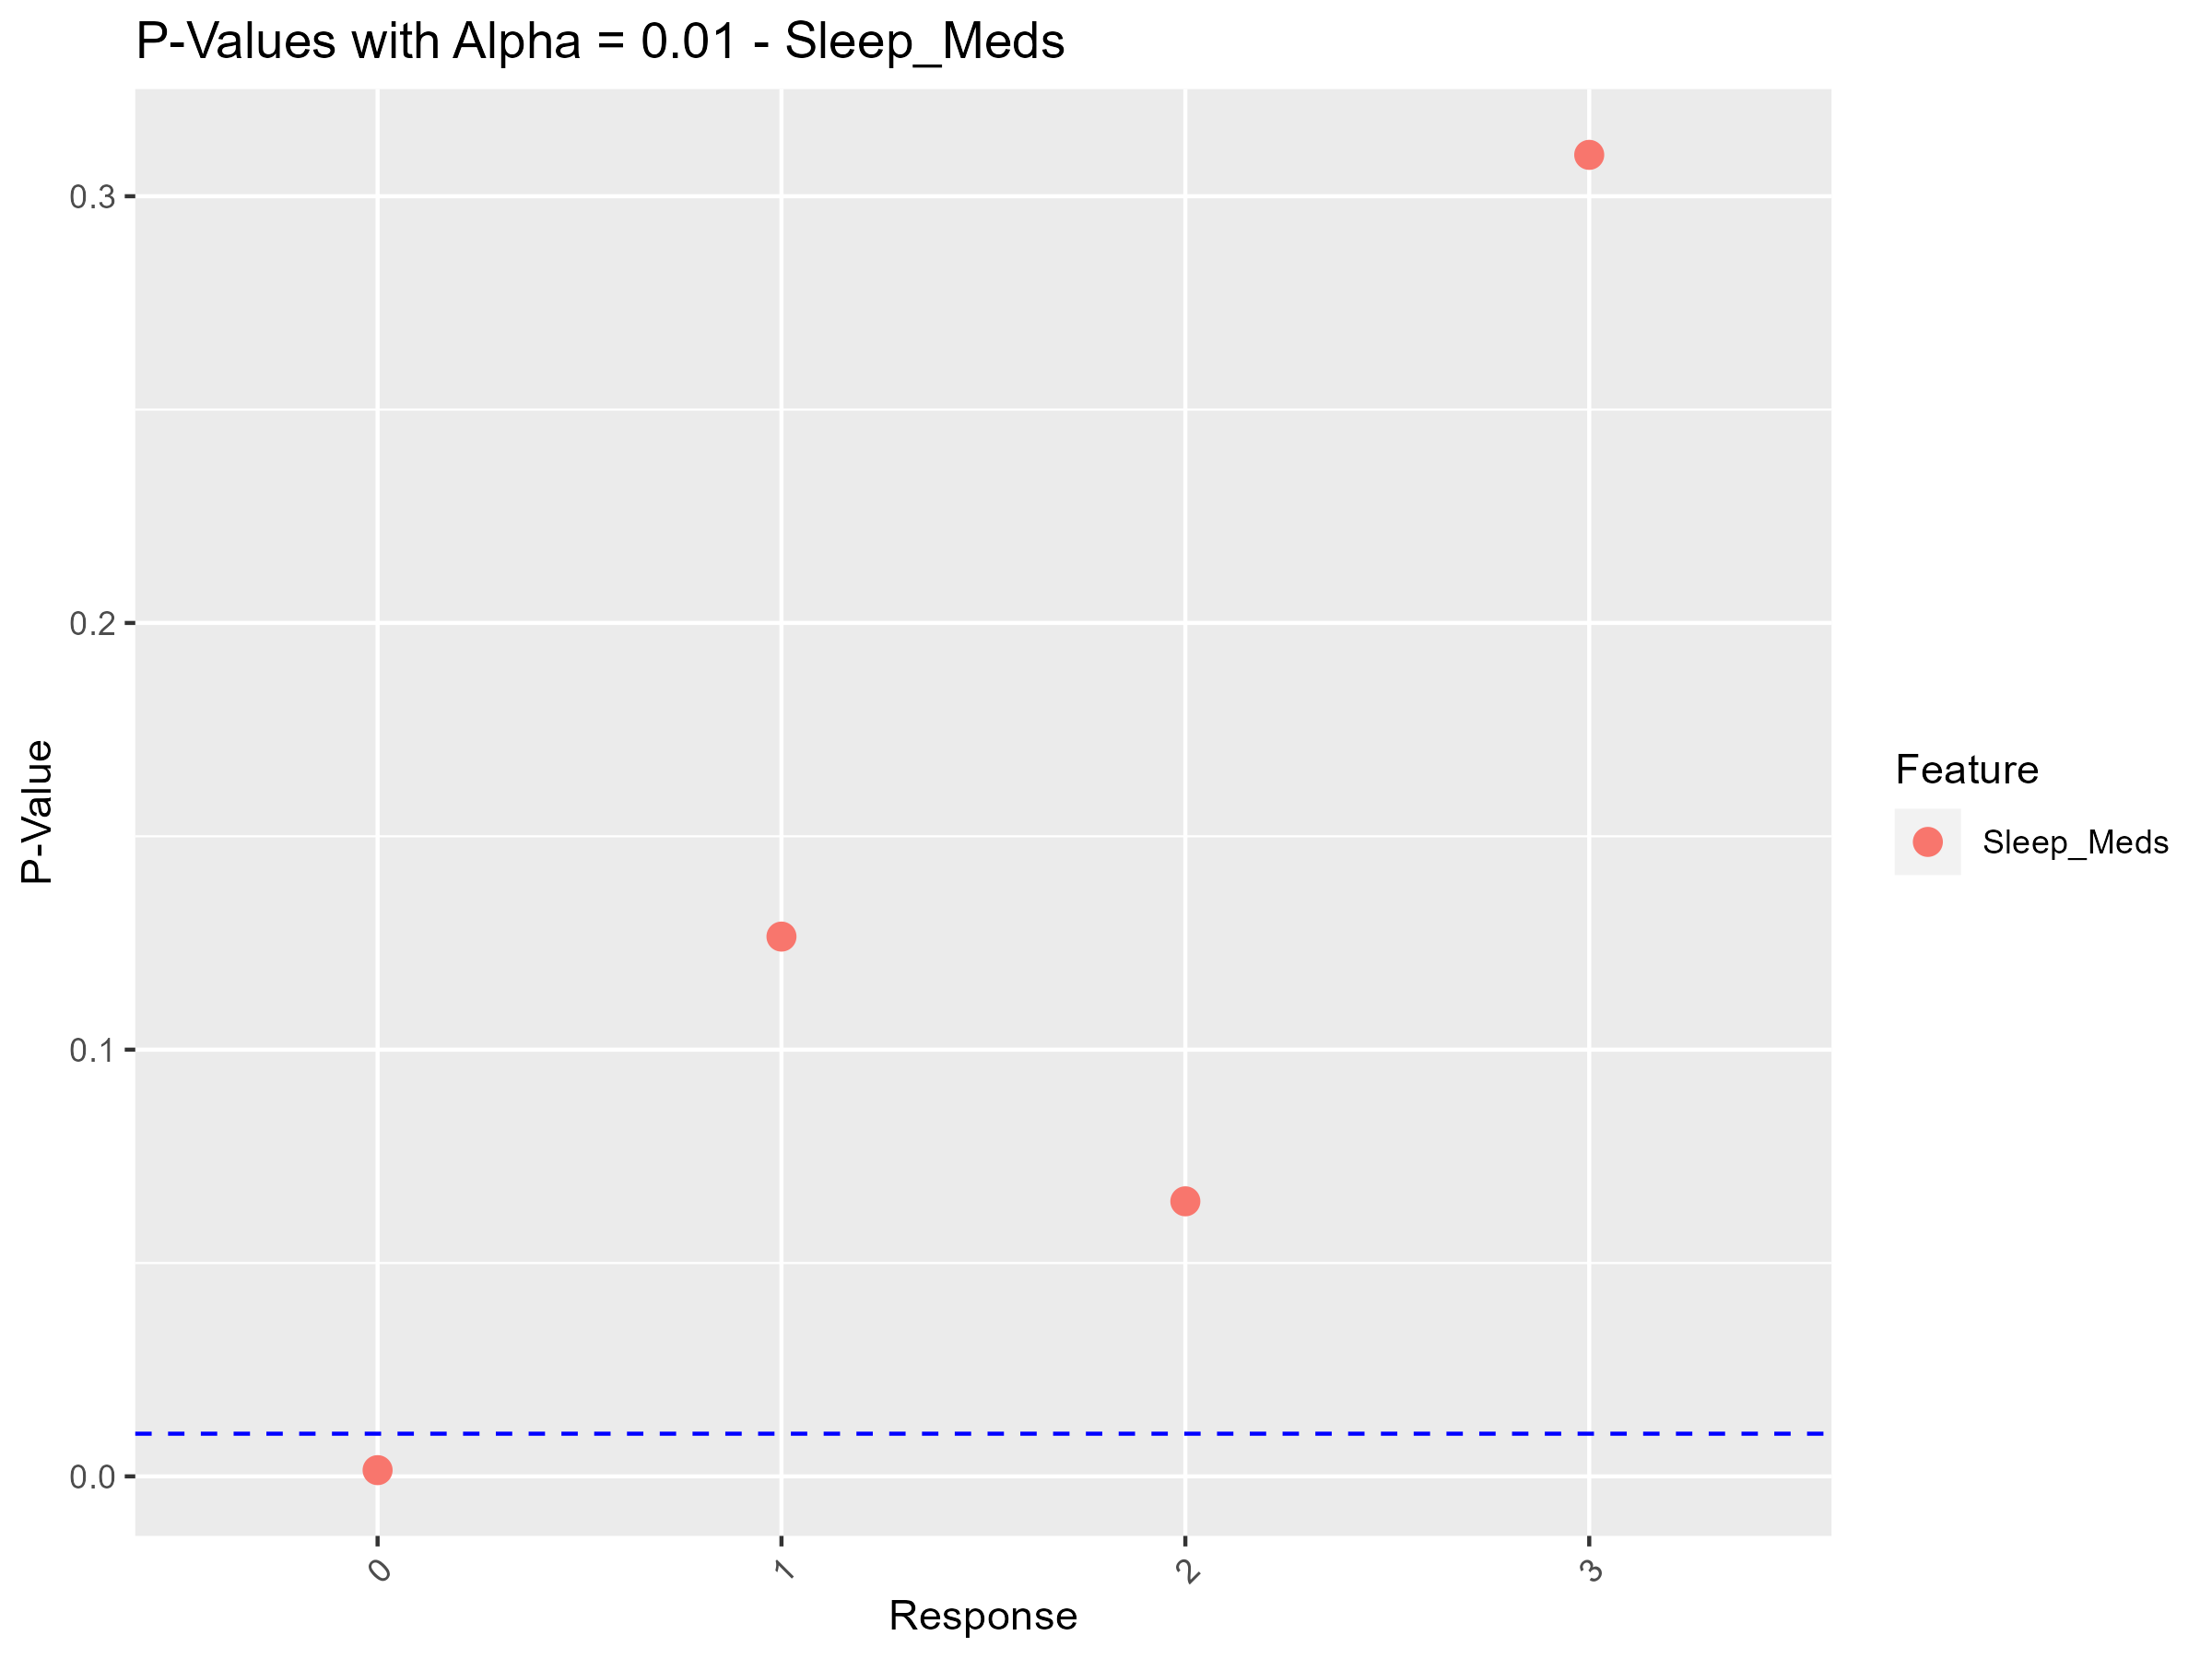 P-Values with Alpha = 0.01 - Sleep_Meds
P-Value
0.3
0.2
0.1
0.0
0
1
2
3
Response
Feature
Sleep_Meds